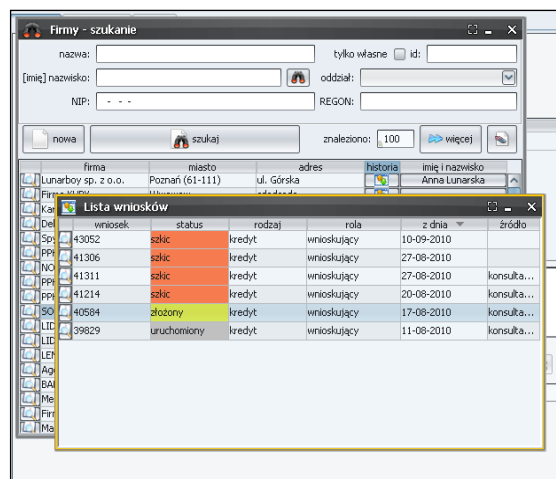 Firmy - szukanie
nazwa: tylko własne id:
[imię] nazwisko: oddział:
NIP: - - - REGON:
nowa szukaj znaleziono: 100 więcej
firma miasto adres historia imię i nazwisko
Lunarboy sp. z o.o. Poznań (61-111) ul. Górska Anna Lunarska
Lista wniosków
wniosek status rodzaj rola z dnia źródło
43052 szkic kredyt wnioskujący 10-09-2010
41306 szkic kredyt wnioskujący 27-08-2010
41311 szkic kredyt wnioskujący 27-08-2010 konsulta...
41214 szkic kredyt wnioskujący 20-08-2010 konsulta...
40584 złożony kredyt wnioskujący 17-08-2010 konsulta...
39829 uruchomiony kredyt wnioskujący 11-08-2010 konsulta...